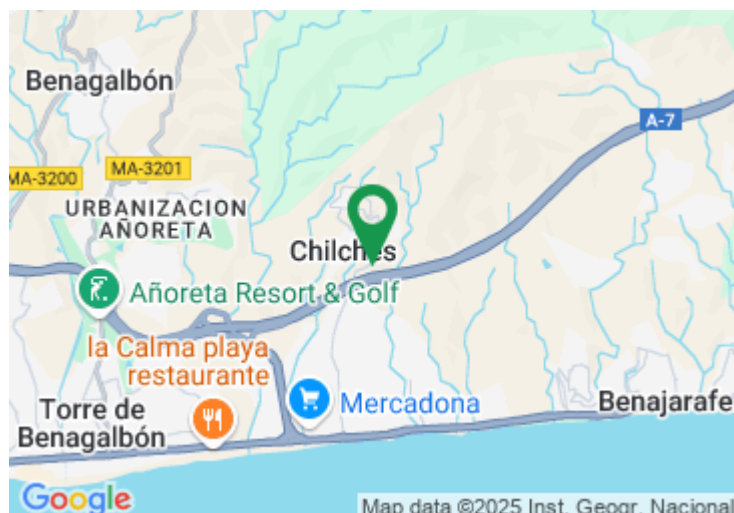 Benagalbón
A-7
MA-3201
MA-3200
URBANIZACION
AÑORETA
Chilches
Añoreta Resort & Golf
la Calma playa
restaurante
Mercadona
Benajarafe
Torre de
Benagalbón
Google
Map data ©2025 Inst. Geogr. Nacional